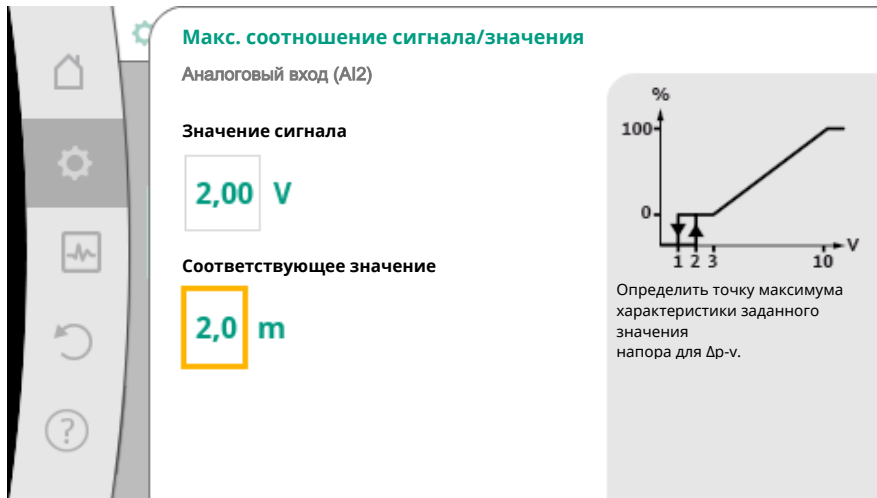 Макс. соотношение сигнала/значения
Аналоговый вход (AI2)
Значение сигнала
2,00 V
Соответствующее значение
2,0 m
%
100
0
1 2 3 10 V
Определить точку максимума
характеристики заданного
значения
напора для Δp-v.
?